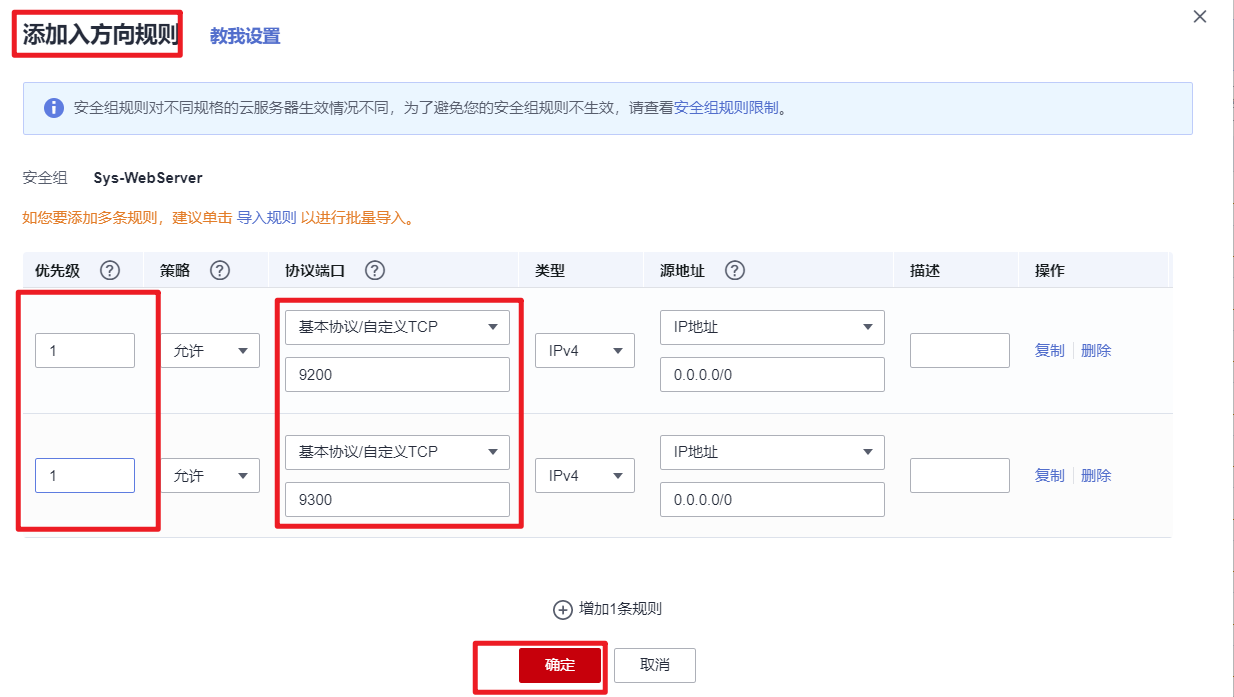 添加入方向规则 教我设置
安全组规则对不同规格的云服务器生效情况不同，为了避免您的安全组规则不生效，请查看安全组规则限制。
安全组 Sys-WebServer
如您要添加多条规则，建议单击 导入规则 以进行批量导入。
优先级 策略 协议端口 类型 源地址 描述 操作
基本协议/自定义TCP IP地址
1 允许 IPv4 复制 删除
9200 0.0.0.0/0
基本协议/自定义TCP IP地址
1 允许 IPv4 复制 删除
9300 0.0.0.0/0
增加1条规则
确定 取消